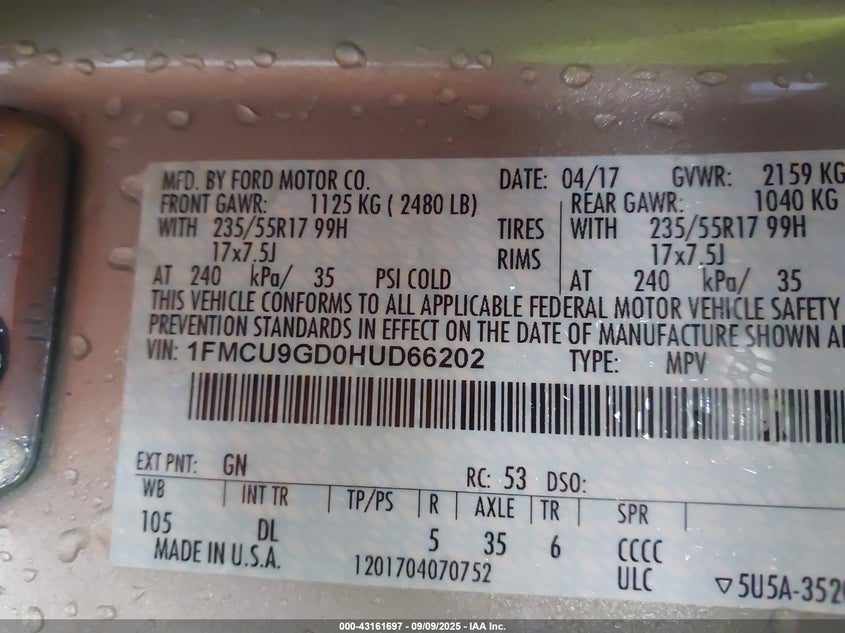 MFD. BY FORD MOTOR CO. DATE: 04/17 GVWR: 2159 KG
FRONT GAWR: 1125 KG ( 2480 LB) REAR GAWR: 1040 KG
WITH 235/55R17 99H TIRES WITH 235/55R17 99H
17x7.5J RIMS 17x7.5J
AT 240 kPa/ 35 PSI COLD AT 240 kPa/ 35
THIS VEHICLE CONFORMS TO ALL APPLICABLE FEDERAL MOTOR VEHICLE SAFETY
PREVENTION STANDARDS IN EFFECT ON THE DATE OF MANUFACTURE SHOWN
VIN: 1FMCU9GD0HUD66202 TYPE: MPV
EXT PNT: GN RC: 53 DSO:
WB INT TR TP/PS R AXLE TR SPR
105 DL 5 35 6 CCCC
MADE IN U.S.A. 1201704070752 ULC ▽5U5A-3520
000-43161697 - 09/09/2025 - IAA Inc.